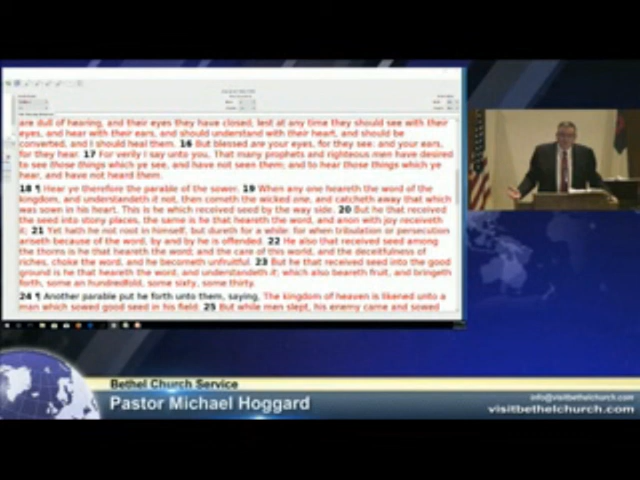 are dull of hearing, and their eyes they have closed, lest at any time they should see with their
eyes, and hear with their ears, and should understand with their heart, and should be
converted, and I should heal them. 16 But blessed are your eyes, for they see: and your ears,
for they hear. 17 For verily I say unto you, That many prophets and righteous men have desired
to see those things which ye see, and have not seen them; and to hear those things which ye
hear, and have not heard them.
18 ¶ Hear ye therefore the parable of the sower. 19 When any one heareth the word of the
kingdom, and understandeth it not, then cometh the wicked one, and catcheth away that which
was sown in his heart. This is he which received seed by the way side. 20 But he that received
the seed into stony places, the same is he that heareth the word, and anon with joy receiveth
it; 21 Yet hath he not root in himself, but dureth for a while: for when tribulation or persecution
ariseth because of the word, by and by he is offended. 22 He also that received seed among
the thorns is he that heareth the word; and the care of this world, and the deceitfulness of
riches, choke the word, and he becometh unfruitful. 23 But he that received seed into the good
ground is he that heareth the word, and understandeth it; which also beareth fruit, and bringeth
forth, some an hundredfold, some sixty, some thirty.
24 ¶ Another parable put he forth unto them, saying, The kingdom of heaven is likened unto a
man which sowed good seed in his field: 25 But while men slept, his enemy came and sowed
Bethel Church Service
Pastor Michael Hoggard
info@visitbethelchurch.com
visitbethelchurch.com